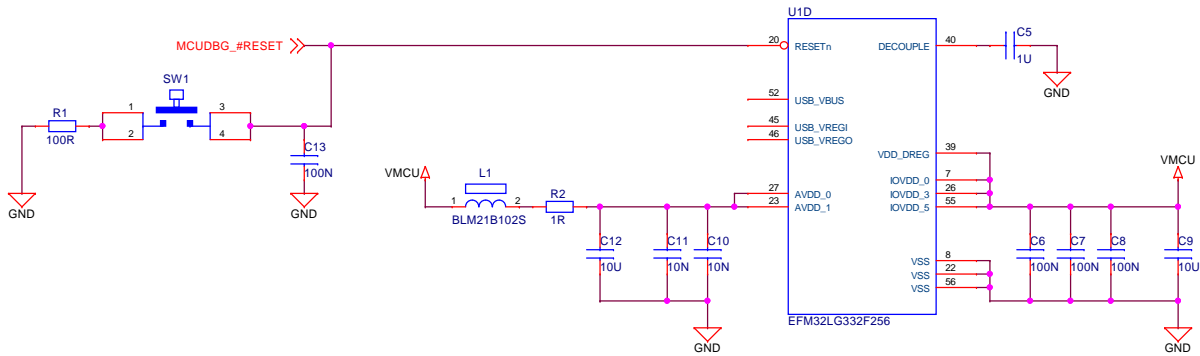 U1D
MCUDBG_#RESET
20
RESETn
DECOUPLE
40
C5
1U
GND
SW1
R1
100R
1
2
3
4
C13
100N
GND
GND
52
USB_VBUS
45
USB_VREGI
46
USB_VREGO
VDD_DREG
39
IOVDD_0
7
IOVDD_3
26
IOVDD_5
55
VMCU
VMCU
L1
1
2
BLM21B102S
R2
1R
27
AVDD_0
23
AVDD_1
C12
10U
C11
10N
C10
10N
GND
VSS
8
VSS
22
VSS
56
C6
100N
C7
100N
C8
100N
C9
10U
GND
EFM32LG332F256